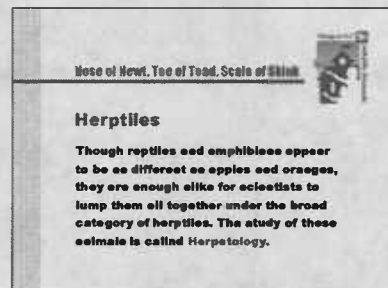 Nose of Newt, Toe of Toad, Scale of Skink
Herptiles
Though reptiles and amphibians appear
to be as different as apples and oranges,
they are enough alike for scientists to
lump them all together under the broad
category of herptiles. The study of these
animals is called Herpetology.